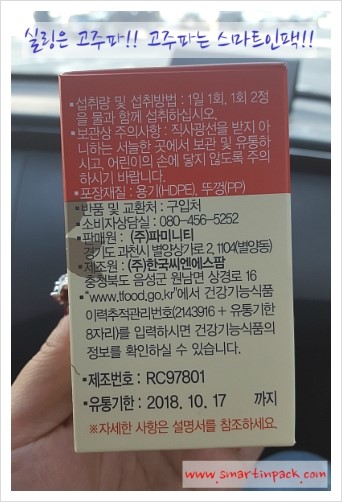 실링은 고주파!! 고주파는 스마트인팩!!
•섭취량 및 섭취방법 : 1일 1회, 1회 2정
을 물과 함께 섭취하십시오.
•보관상 주의사항 : 직사광선을 받지 아
니하는 서늘한 곳에서 보관 및 유통하
시고, 어린이의 손에 닿지 않도록 주의
하시기 바랍니다.
•포장재질 : 용기(HDPE), 뚜껑(PP)
•반품 및 교환처 : 구입처
•소비자상담실 : 080-456-5252
•판매원 : (주)파미니티
경기도 과천시 별양상가로 2, 1104(별양동)
•제조원 : (주)한국씨엔에스팜
충청북도 음성군 원남면 상경로 16
•"www.tfood.go.kr"에서 건강기능식품
이력추적관리번호(2143916 + 유통기한
8자리)를 입력하시면 건강기능식품의
정보를 확인하실 수 있습니다.
•제조번호 : RC97801
•유통기한 : 2018. 10. 17 까지
※자세한 사항은 설명서를 참조하세요.
www.smartinpack.com